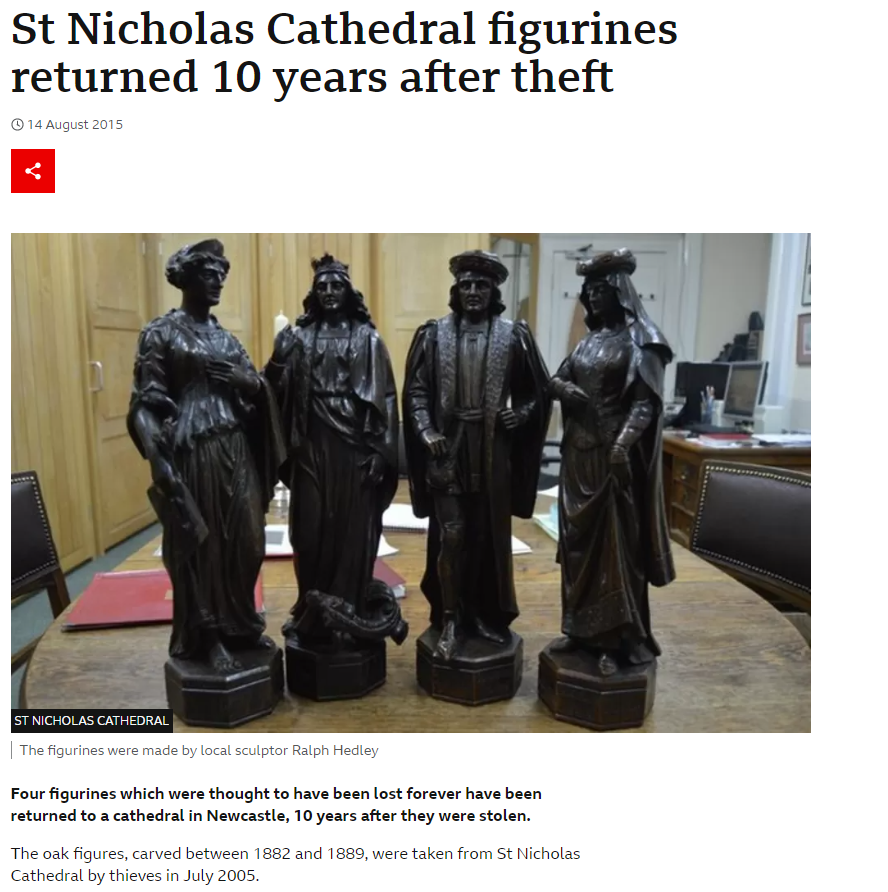 St Nicholas Cathedral figurines
returned 10 years after theft
14 August 2015
ST NICHOLAS CATHEDRAL
The figurines were made by local sculptor Ralph Hedley
Four figurines which were thought to have been lost forever have been
returned to a cathedral in Newcastle, 10 years after they were stolen.
The oak figures, carved between 1882 and 1889, were taken from St Nicholas
Cathedral by thieves in July 2005.